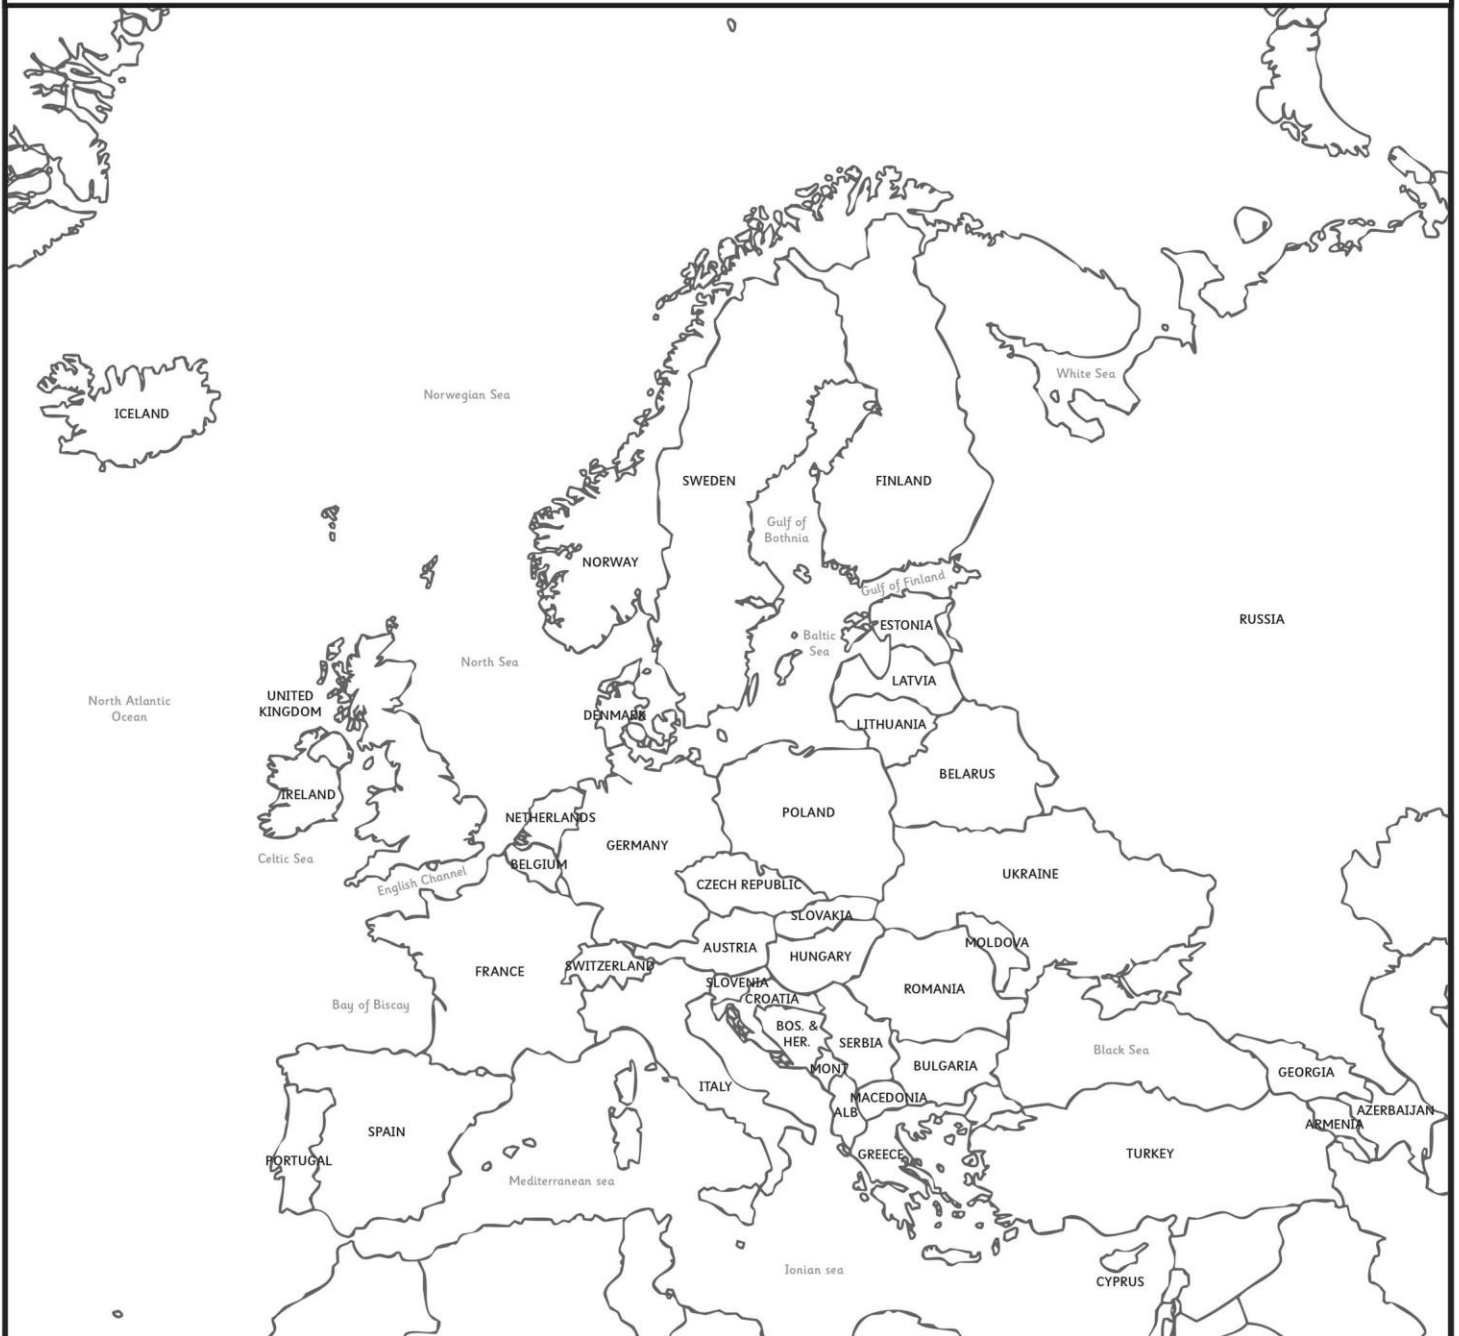 White Sea
Norwegian Sea
ICELAND
SWEDEN
FINLAND
Gulf of
Bothnia
NORWAY
Gulf of Finland
RUSSIA
ESTONIA
Baltic
Sea
North Sea
LATVIA
UNITED
KINGDOM
North Atlantic
Ocean
DENMARK
LITHUANIA
BELARUS
IRELAND
POLAND
NETHERLANDS
GERMANY
Celtic Sea
BELGIUM
English Channel
UKRAINE
CZECH REPUBLIC
SLOVAKIA
MOLDOVA
AUSTRIA
HUNGARY
FRANCE
SWITZERLAND
SLOVENIA
ROMANIA
CROATIA
Bay of Biscay
BOS. &
HER.
SERBIA
Black Sea
BULGARIA
MONT
GEORGIA
ITALY
MACEDONIA
ALB
AZERBAIJAN
ARMENIA
SPAIN
GREECE
TURKEY
PORTUGAL
Mediterranean sea
Ionian sea
CYPRUS